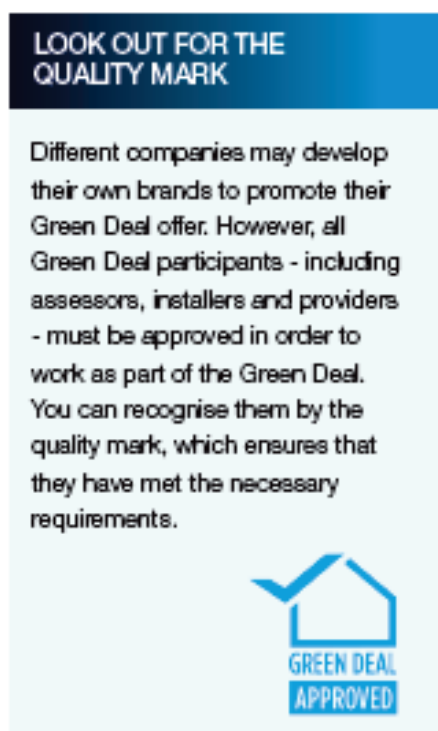 LOOK OUT FOR THE
QUALITY MARK
Different companies may develop
their own brands to promote their
Green Deal offer. However, all
Green Deal participants - including
assessors, installers and providers
- must be approved in order to
work as part of the Green Deal.
You can recognise them by the
quality mark, which ensures that
they have met the necessary
requirements.
GREEN DEAL
APPROVED